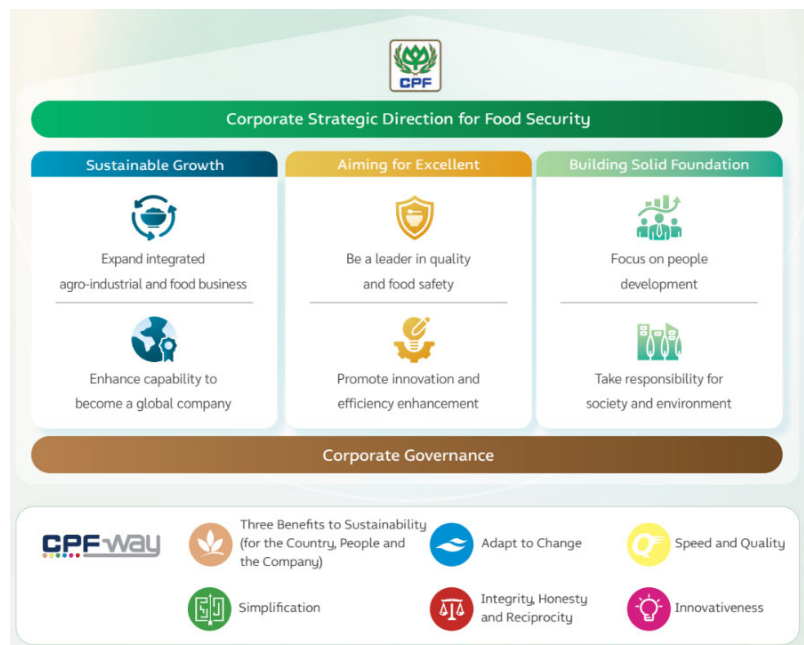 CPF
Corporate Strategic Direction for Food Security
Sustainable Growth
Expand integrated
agro-industrial and food business
Enhance capability to
become a global company
Aiming for Excellent
Be a leader in quality
and food safety
Promote innovation and
efficiency enhancement
Building Solid Foundation
Focus on people
development
Take responsibility for
society and environment
Corporate Governance
CPF-way
Three Benefits to Sustainability
(for the Country, People and
the Company)
Adapt to Change
Speed and Quality
Simplification
Integrity, Honesty
and Reciprocity
Innovativeness